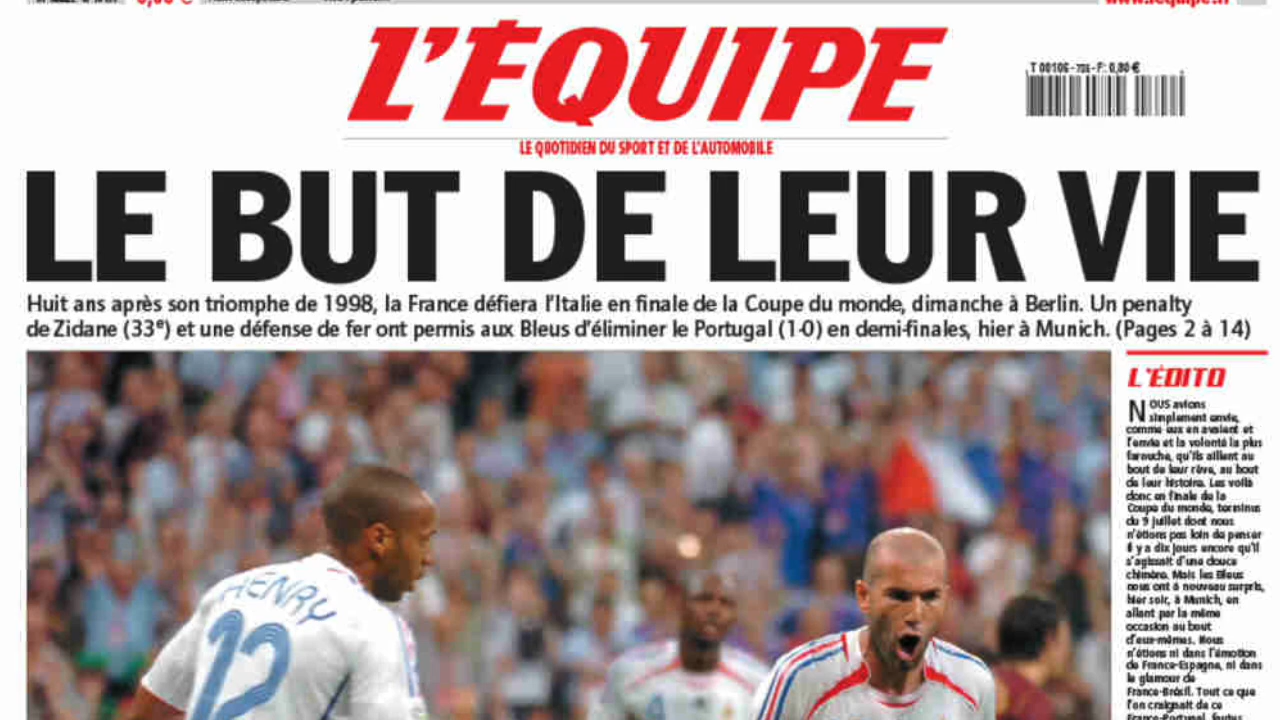 L'ÉQUIPE
T 00106 - 706 - F: 0,80 €
LE QUOTIDIEN DU SPORT ET DE L'AUTOMOBILE
LE BUT DE LEUR VIE
Huit ans après son triomphe de 1998, la France défiera l'Italie en finale de la Coupe du monde, dimanche à Berlin. Un penalty
de Zidane (33e) et une défense de fer ont permis aux Bleus d'éliminer le Portugal (1-0) en demi-finales, hier à Munich. (Pages 2 à 14)
HENRY
12
L'ÉDITO
NOUS avions
simplement envie,
comme eux en avaient et
l'envie et la volonté la plus
farouche, qu'ils aillent au
bout de leur rêve, au bout
de leur histoire. Les voilà
donc en finale de la
Coupe du monde, terminus
du 9 juillet dont nous
n'étions pas loin de penser
il y a dix jours encore qu'il
s'agissait d'une douce
chimère. Mais les Bleus
nous ont à nouveau surpris,
hier soir, à Munich, en
allant par la même
occasion au bout
d'eux-mêmes. Nous
n'étions ni dans l'émotion
de France-Espagne, ni dans
le glamour de
France-Brésil. Tout ce que
l'on craignait de ce